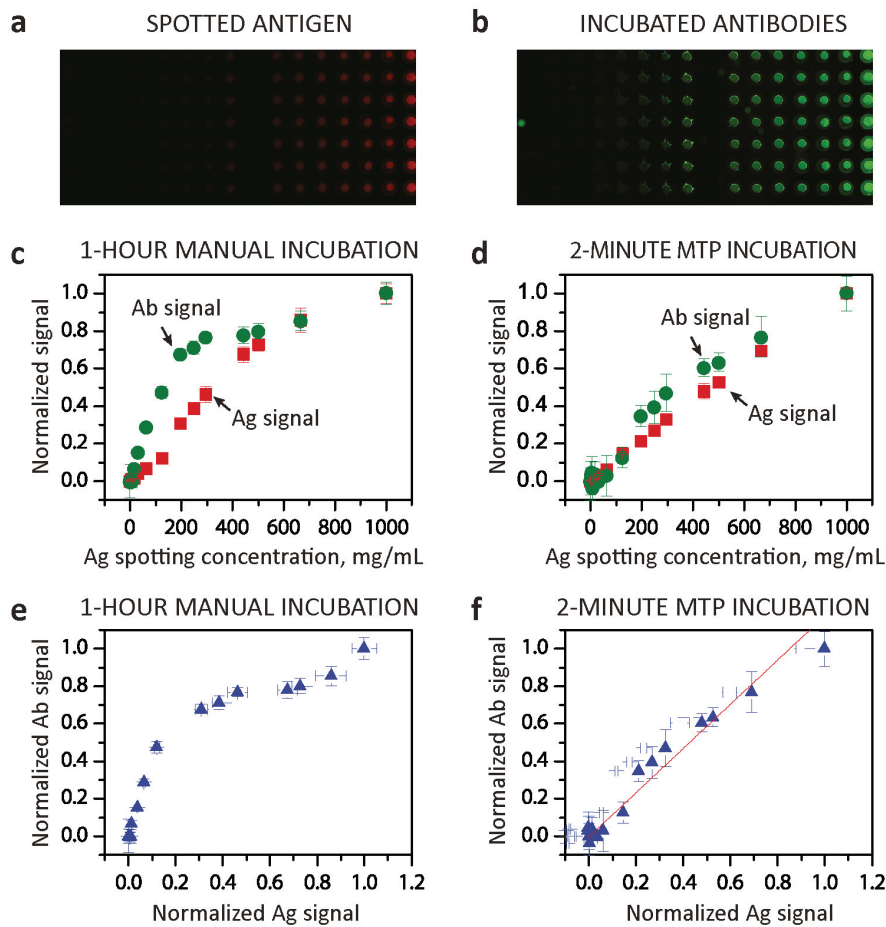 a SPOTTED ANTIGEN
b INCUBATED ANTIBODIES
c 1-HOUR MANUAL INCUBATION
Normalized signal
1.0
0.8
0.6
0.4
0.2
0.0
Ab signal
Ag signal
0 200 400 600 800 1000
Ag spotting concentration, mg/mL
d 2-MINUTE MTP INCUBATION
Normalized signal
1.0
0.8
0.6
0.4
0.2
0.0
Ab signal
Ag signal
0 200 400 600 800 1000
Ag spotting concentration, mg/mL
e 1-HOUR MANUAL INCUBATION
Normalized Ab signal
1.0
0.8
0.6
0.4
0.2
0.0
0.0 0.2 0.4 0.6 0.8 1.0 1.2
Normalized Ag signal
f 2-MINUTE MTP INCUBATION
Normalized Ab signal
1.0
0.8
0.6
0.4
0.2
0.0
0.0 0.2 0.4 0.6 0.8 1.0 1.2
Normalized Ag signal